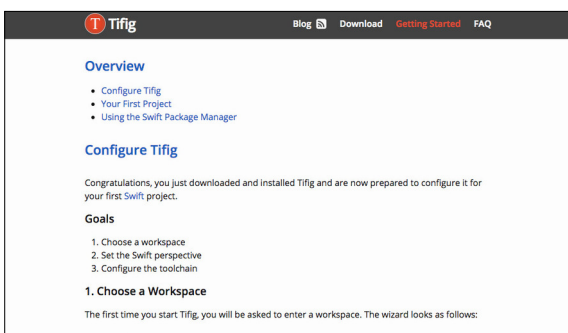 T Tifig Blog Download Getting Started FAQ
Overview
• Configure Tifig
• Your First Project
• Using the Swift Package Manager
Configure Tifig
Congratulations, you just downloaded and installed Tifig and are now prepared to configure it for
your first Swift project.
Goals
1. Choose a workspace
2. Set the Swift perspective
3. Configure the toolchain
1. Choose a Workspace
The first time you start Tifig, you will be asked to enter a workspace. The wizard looks as follows: